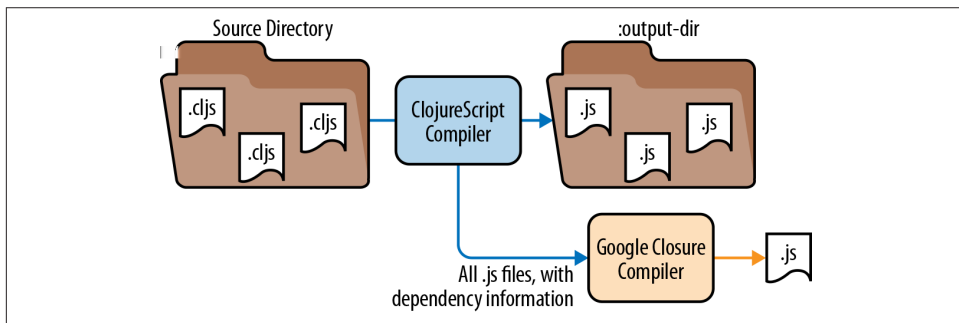 Source Directory
:output-dir
.cljs
.cljs
.cljs
ClojureScript
Compiler
.js
.js
.js
All .js files, with
dependency information
Google Closure
Compiler
.js